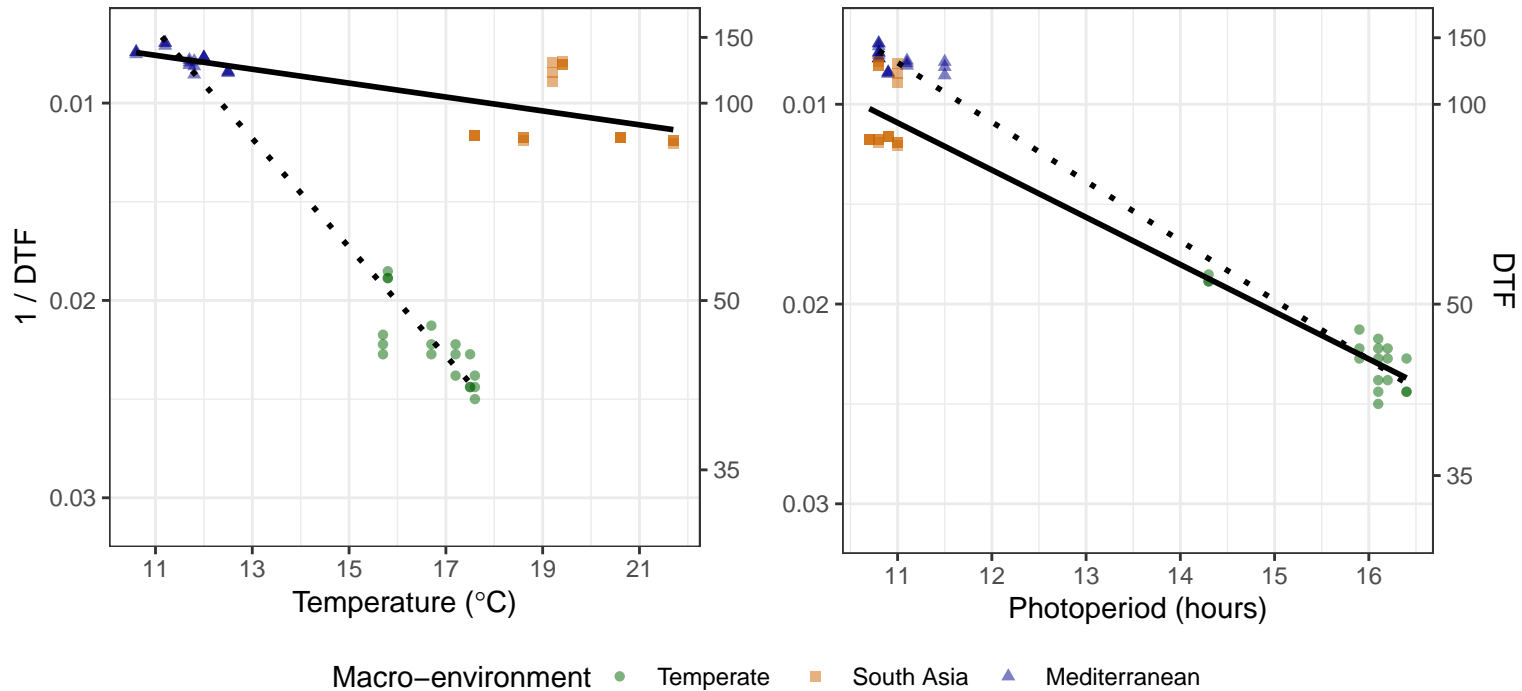 1 / DTF
0.01
0.02
0.03
150
100
50
35
11 13 15 17 19 21
Temperature (°C)
0.01
0.02
0.03
150
100
50
35
DTF
11 12 13 14 15 16
Photoperiod (hours)
Macro−environment Temperate South Asia Mediterranean